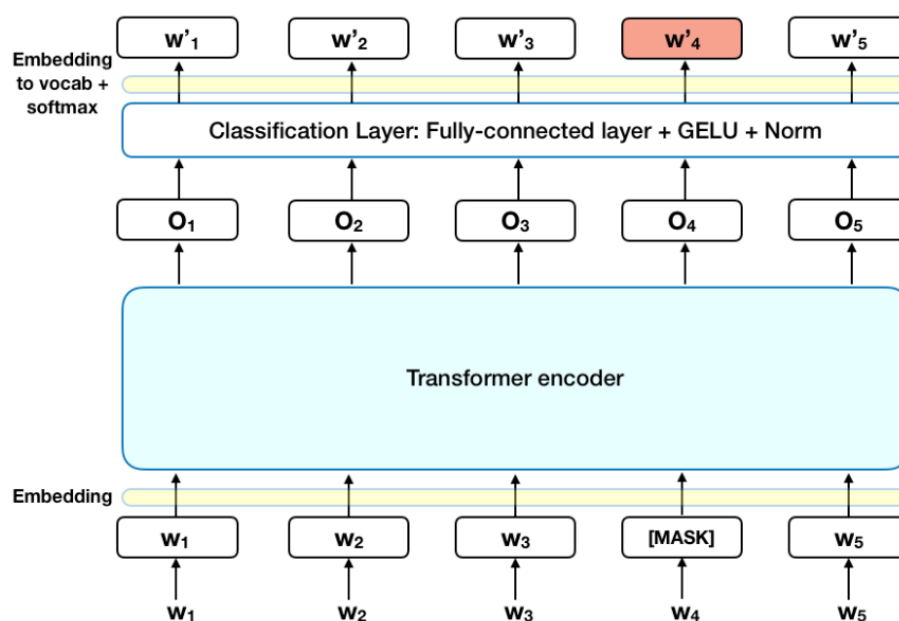 w'₁ w'₂ w'₃ w'₄ w'₅
Embedding
to vocab +
softmax
Classification Layer: Fully-connected layer + GELU + Norm
O₁ O₂ O₃ O₄ O₅
Transformer encoder
Embedding
w₁ w₂ w₃ [MASK] w₅
w₁ w₂ w₃ w₄ w₅